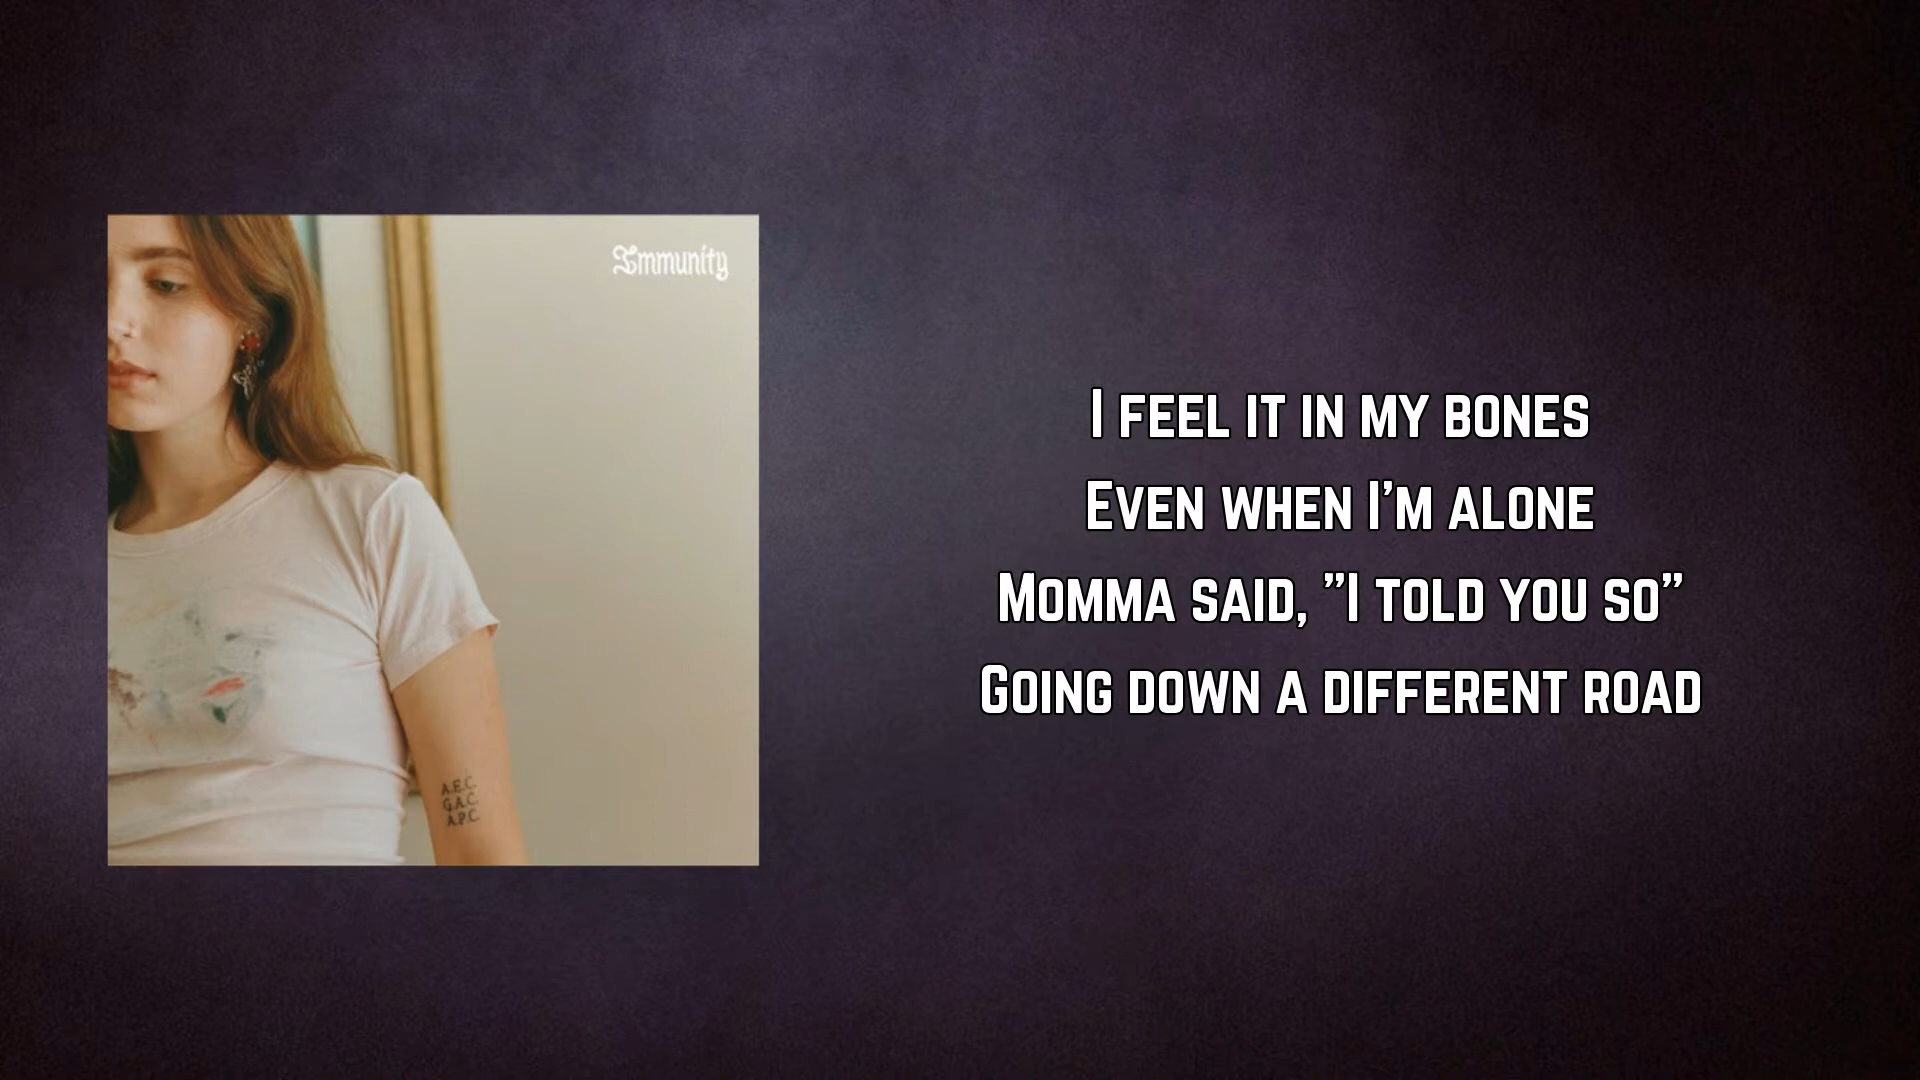 Immunity
A.E.C.
G.A.C.
A.P.C.
I FEEL IT IN MY BONES
EVEN WHEN I'M ALONE
MOMMA SAID, "I TOLD YOU SO"
GOING DOWN A DIFFERENT ROAD